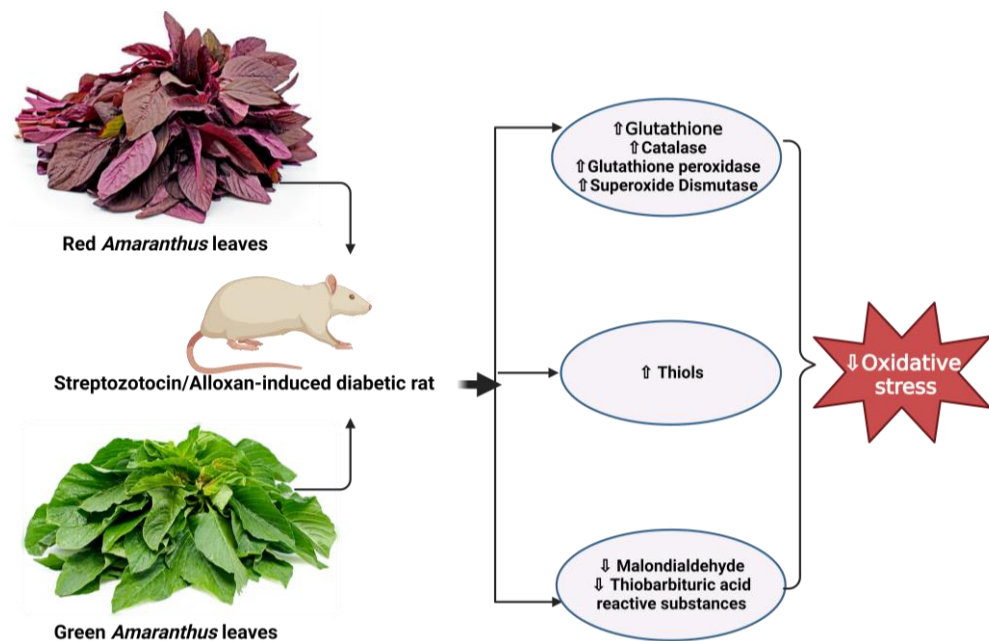 Red Amaranthus leaves
Streptozotocin/Alloxan-induced diabetic rat
Green Amaranthus leaves
⇧Glutathione
⇧Catalase
⇧Glutathione peroxidase
⇧Superoxide Dismutase
⇧ Thiols
⇩ Malondialdehyde
⇩ Thiobarbituric acid
reactive substances
⇩Oxidative
stress